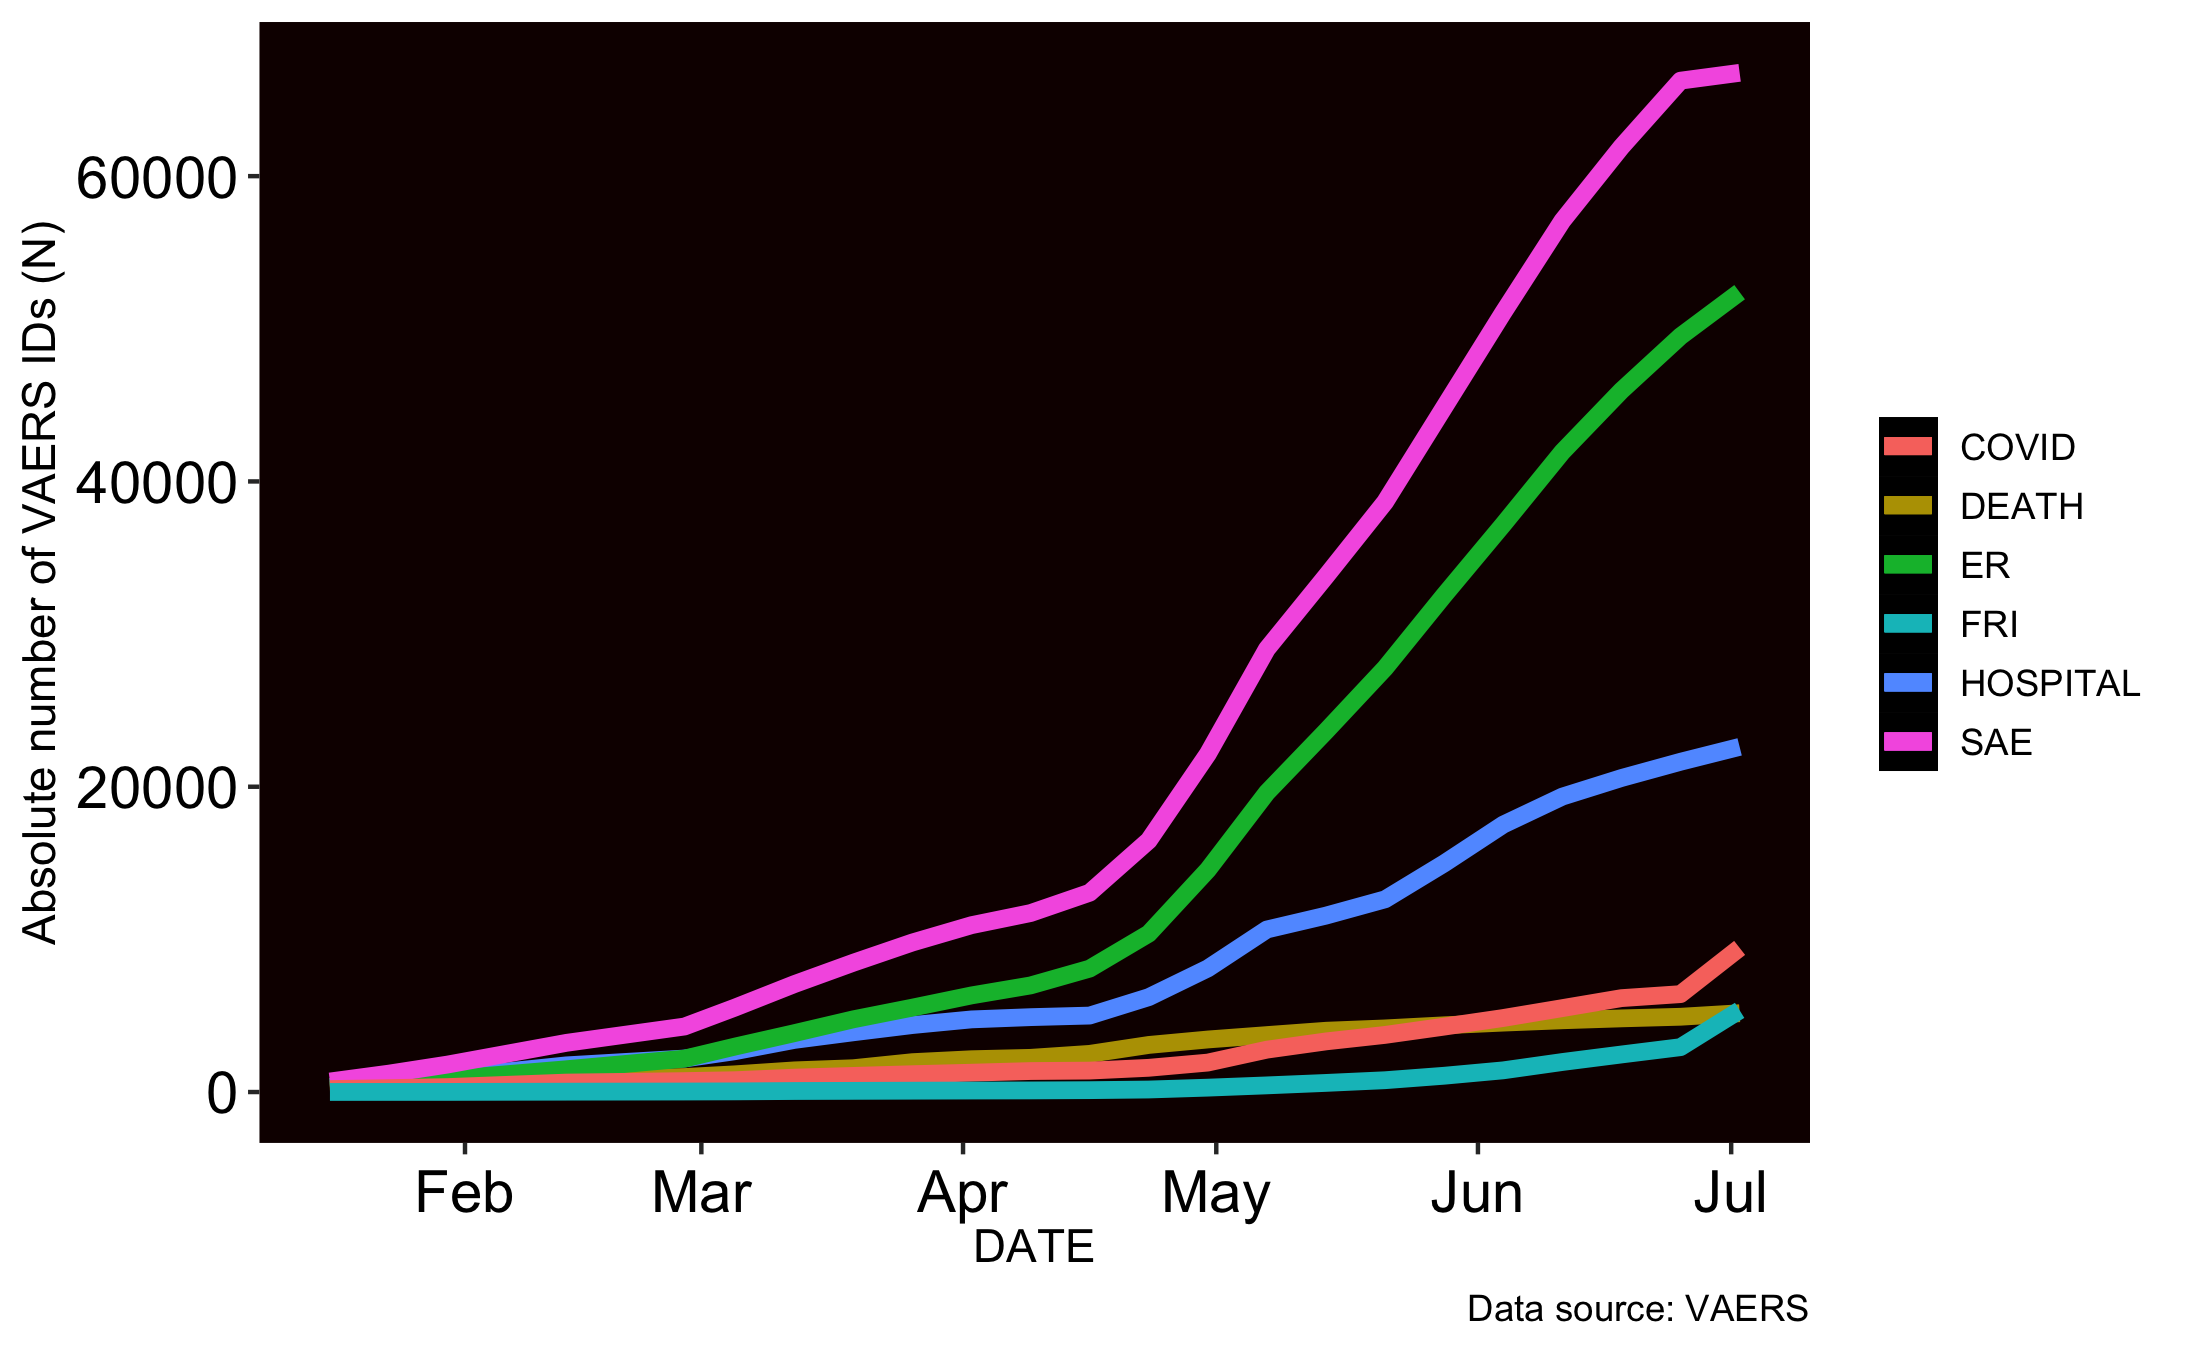 Absolute number of VAERS IDs (N)
60000
40000
20000
0
Feb Mar Apr May Jun Jul
DATE
COVID
DEATH
ER
FRI
HOSPITAL
SAE
Data source: VAERS